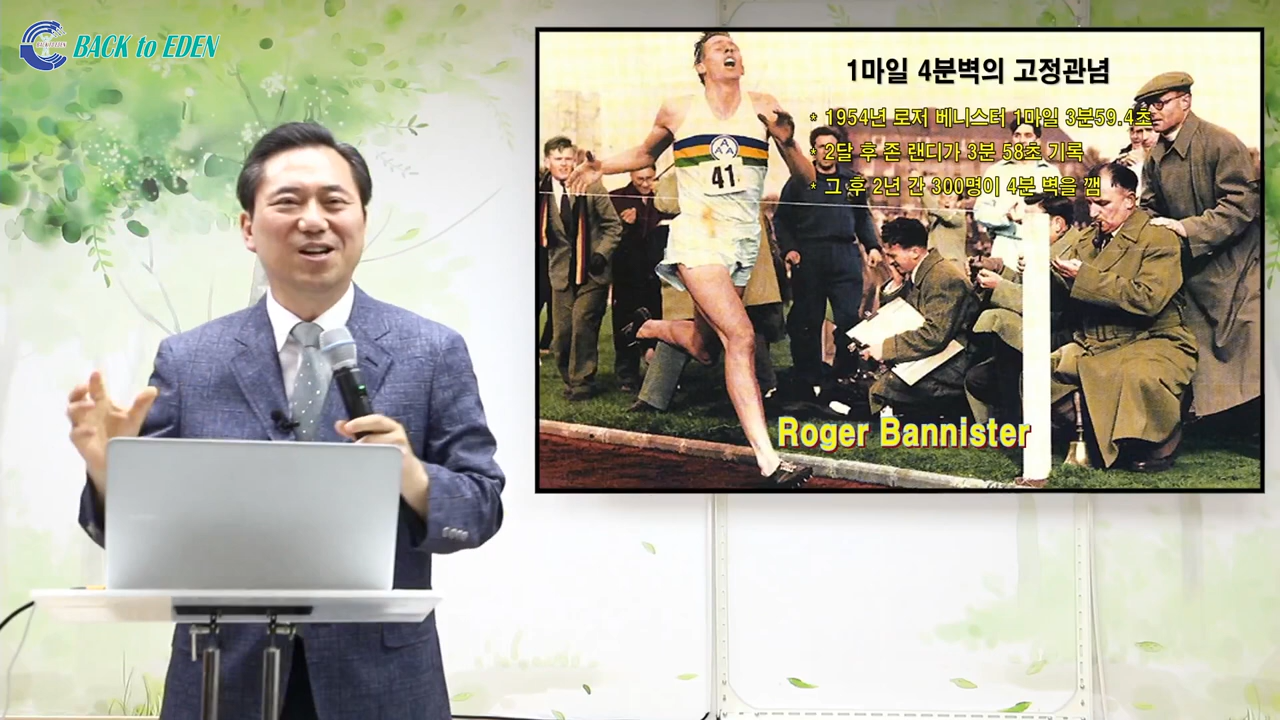 BACK to EDEN
1마일 4분벽의 고정관념
* 1954년 로저 베니스터 1마일 3분59.4초
* 2달 후 존 랜디가 3분 58초 기록
* 그 후 2년 간 300명이 4분 벽을 깸
41
Roger Bannister